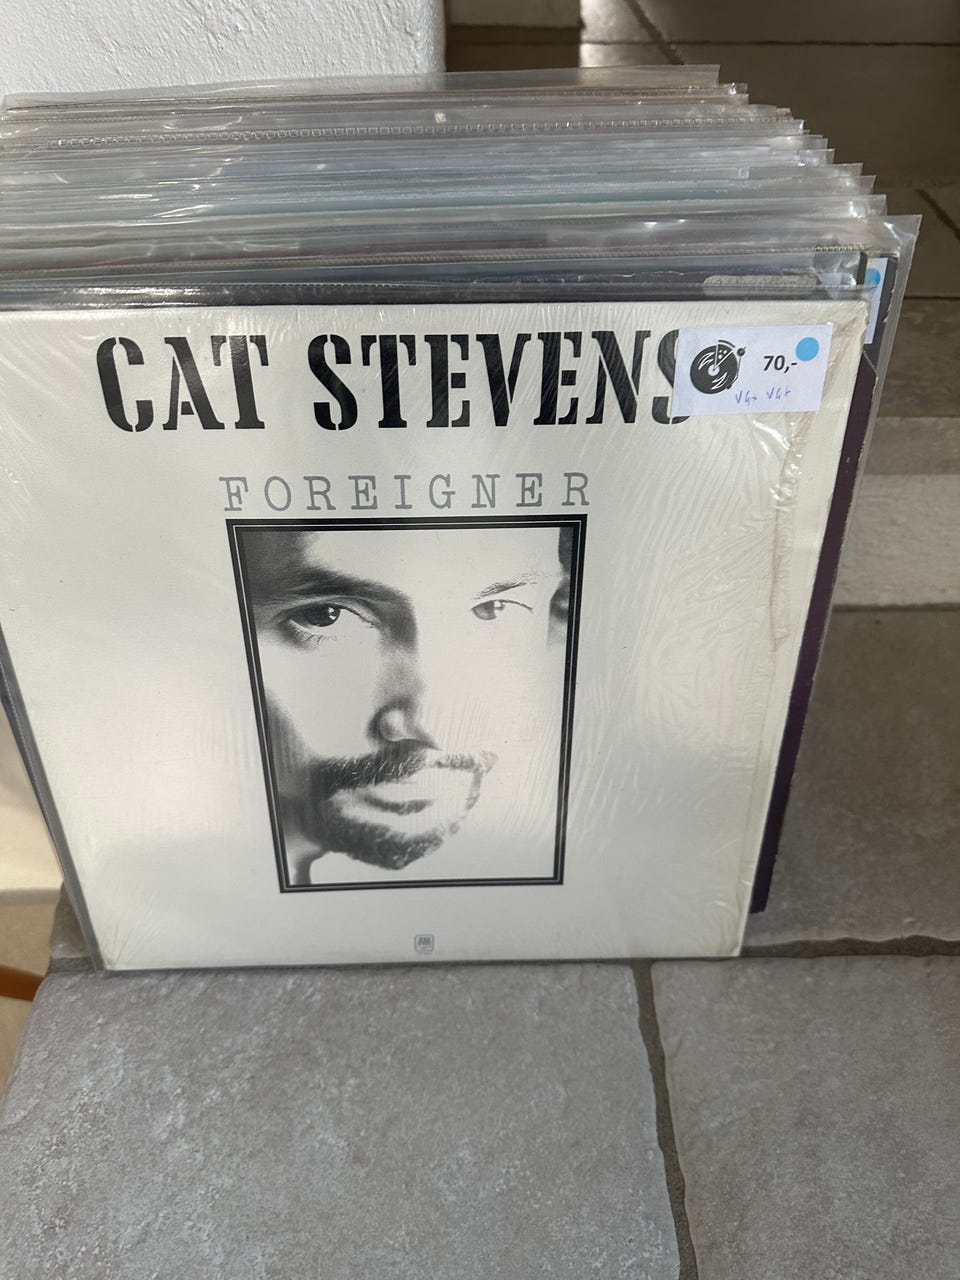 CAT STEVENS
70,-
VG+ VG+
FOREIGNER
A&M